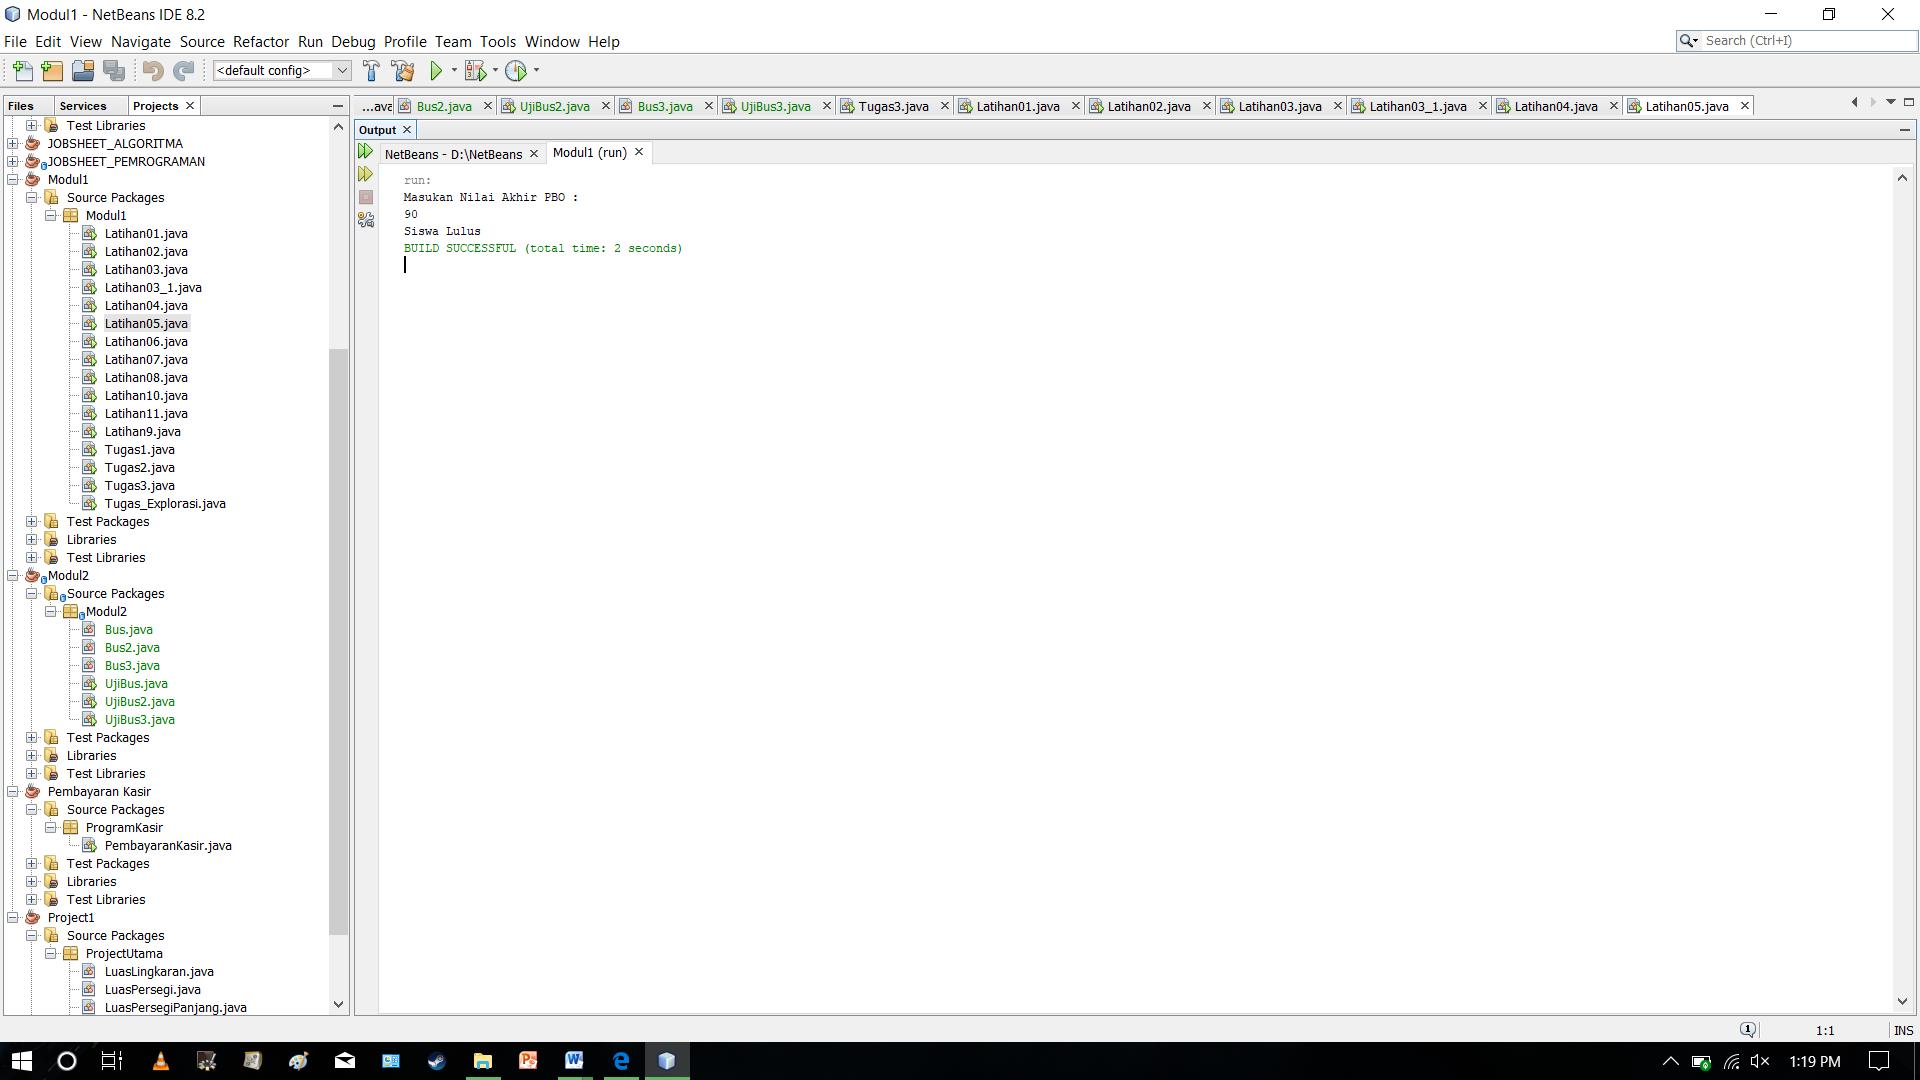 Modul1 - NetBeans IDE 8.2
File Edit View Navigate Source Refactor Run Debug Profile Team Tools Window Help
Search (Ctrl+I)
<default config>
Files Services Projects
...ava Bus2.java UjiBus2.java Bus3.java UjiBus3.java Tugas3.java Latihan01.java Latihan02.java Latihan03.java Latihan03_1.java Latihan04.java Latihan05.java
Test Libraries
JOBSHEET_ALGORITMA
JOBSHEET_PEMROGRAMAN
Modul1
Source Packages
Modul1
Latihan01.java
Latihan02.java
Latihan03.java
Latihan03_1.java
Latihan04.java
Latihan05.java
Latihan06.java
Latihan07.java
Latihan08.java
Latihan10.java
Latihan11.java
Latihan9.java
Tugas1.java
Tugas2.java
Tugas3.java
Tugas_Explorasi.java
Test Packages
Libraries
Test Libraries
Modul2
Source Packages
Modul2
Bus.java
Bus2.java
Bus3.java
UjiBus.java
UjiBus2.java
UjiBus3.java
Test Packages
Libraries
Test Libraries
Pembayaran Kasir
Source Packages
ProgramKasir
PembayaranKasir.java
Test Packages
Libraries
Test Libraries
Project1
Source Packages
ProjectUtama
LuasLingkaran.java
LuasPersegi.java
LuasPersegiPanjang.java
Output
NetBeans - D:\NetBeans Modul1 (run)
run:
Masukan Nilai Akhir PBO :
90
Siswa Lulus
BUILD SUCCESSFUL (total time: 2 seconds)
1:1 INS
1:19 PM